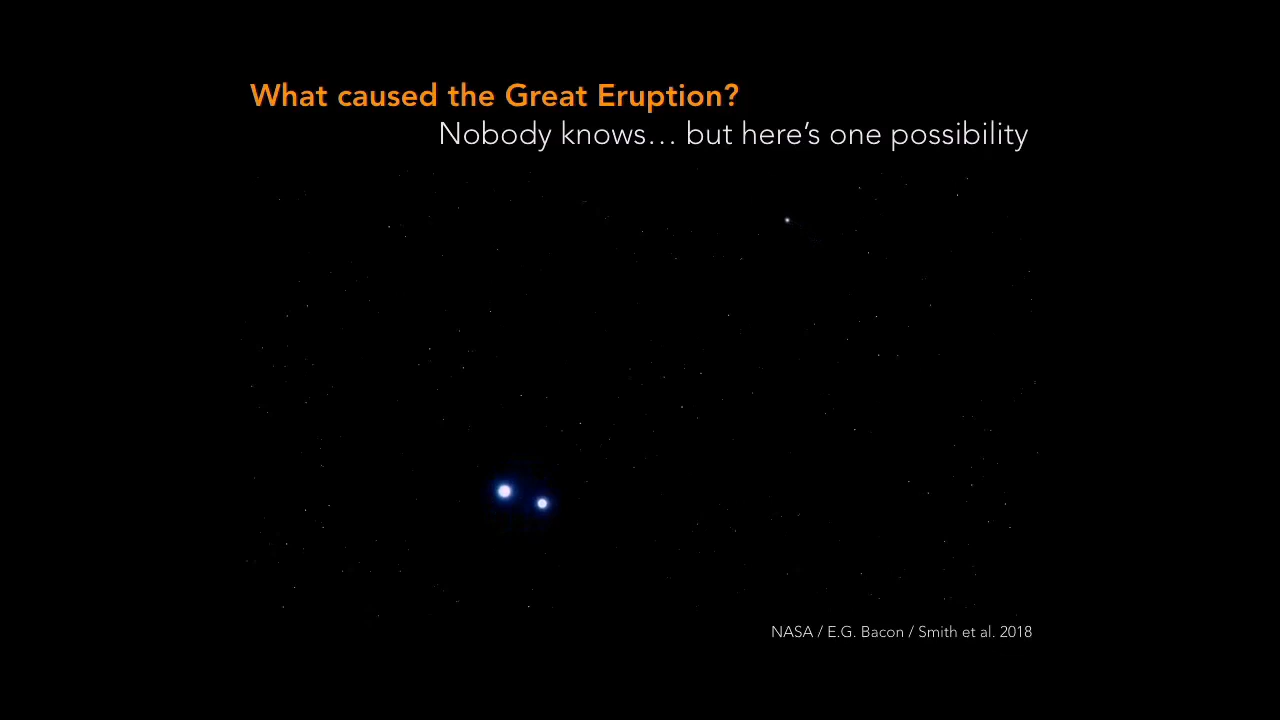 What caused the Great Eruption?
Nobody knows… but here’s one possibility
NASA / E.G. Bacon / Smith et al. 2018